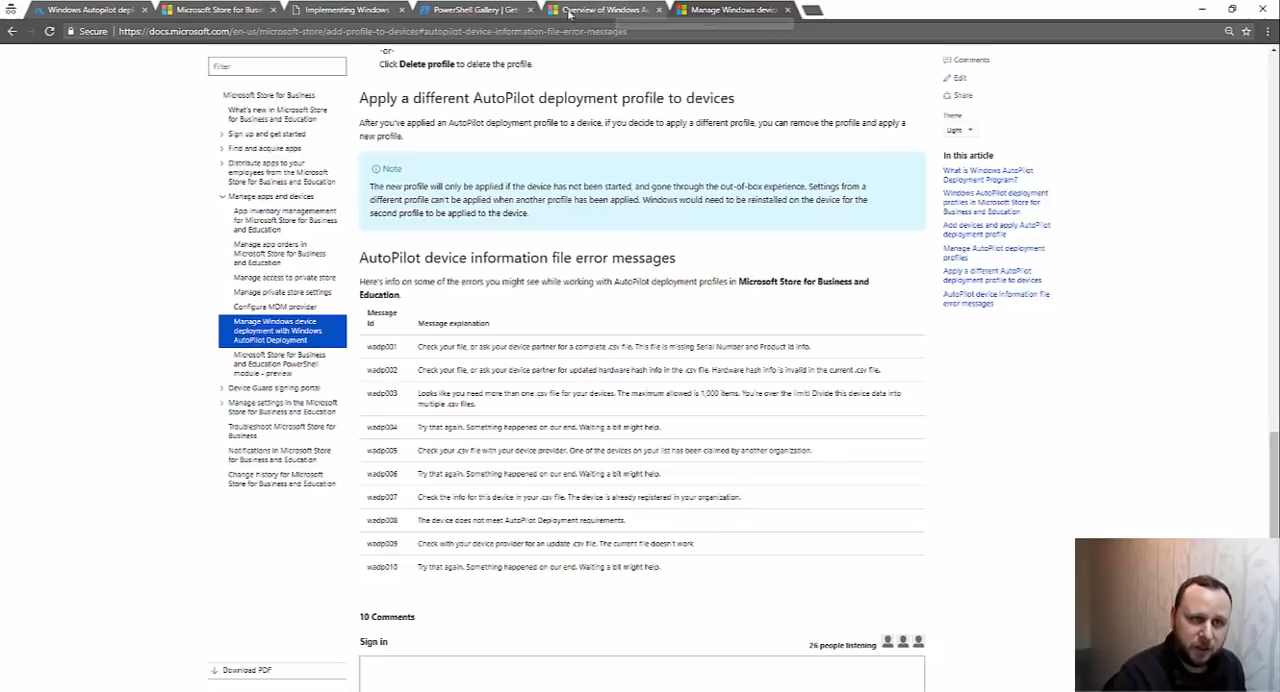 Windows Autopilot depl
Microsoft Store for Busin
Implementing Windows
PowerShell Gallery | Get
Overview of Windows Au
Manage Windows device
Secure
https://docs.microsoft.com/en-us/microsoft-store/add-profile-to-devices#autopilot-device-information-file-error-messages
Filter
Microsoft Store for Business
What's new in Microsoft Store
for Business and Education
Sign up and get started
Find and acquire apps
Distribute apps to your
employees from the
Microsoft Store for
Business and Education
Manage apps and devices
App inventory managemement
for Microsoft Store for Business
and Education
Manage app orders in
Microsoft Store for Business
and Education
Manage access to private store
Manage private store settings
Configure MDM provider
Manage Windows device
deployment with Windows
AutoPilot Deployment
Microsoft Store for Business
and Education PowerShell
module - preview
Device Guard signing portal
Manage settings in the Microsoft
Store for Business and Education
Troubleshoot Microsoft Store for
Business
Notifications in Microsoft Store
for Business and Education
Change history for Microsoft
Store for Business and Education
Download PDF
-or-
Click Delete profile to delete the profile.
Apply a different AutoPilot deployment profile to devices
After you've applied an AutoPilot deployment profile to a device, if you decide to apply a different profile, you can remove the profile and apply a
new profile.
Note
The new profile will only be applied if the device has not been started, and gone through the out-of-box experience. Settings from a
different profile can't be applied when another profile has been applied. Windows would need to be reinstalled on the device for the
second profile to be applied to the device.
AutoPilot device information file error messages
Here's info on some of the errors you might see while working with AutoPilot deployment profiles in Microsoft Store for Business and
Education.
Message
Id
Message explanation
wadp001 Check your file, or ask your device partner for a complete .csv file. This file is missing Serial Number and Product Id info.
wadp002 Check your file, or ask your device partner for updated hardware hash info in the .csv file. Hardware hash info is invalid in the current .csv file.
wadp003 Looks like you need more than one .csv file for your devices. The maximum allowed is 1,000 items. You're over the limit! Divide this device data into
multiple .csv files.
wadp004 Try that again. Something happened on our end. Waiting a bit might help.
wadp005 Check your .csv file with your device provider. One of the devices on your list has been claimed by another organization.
wadp006 Try that again. Something happened on our end. Waiting a bit might help.
wadp007 Check the info for this device in your .csv file. The device is already registered in your organization.
wadp008 The device does not meet AutoPilot Deployment requirements.
wadp009 Check with your device provider for an update .csv file. The current file doesn't work
wadp010 Try that again. Something happened on our end. Waiting a bit might help.
10 Comments
Sign in
26 people listening
Comments
Edit
Share
Theme
Light
In this article
What is Windows AutoPilot
Deployment Program?
Windows AutoPilot deployment
profiles in Microsoft Store for
Business and Education
Add devices and apply AutoPilot
deployment profile
Manage AutoPilot deployment
profiles
Apply a different AutoPilot
deployment profile to devices
AutoPilot device information file
error messages